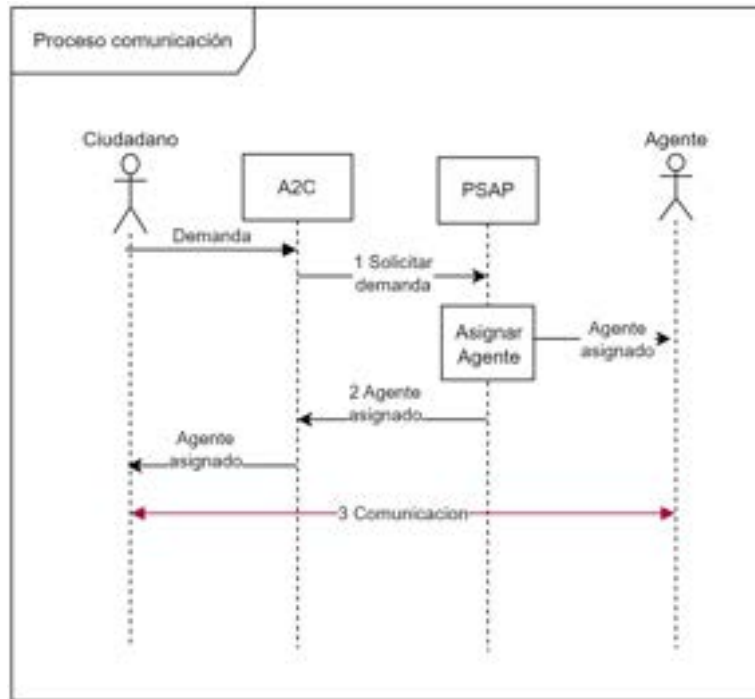 Proceso comunicación
Ciudadano
Agente
A2C
PSAP
Demanda
1 Solicitar
demanda
Asignar
Agente
Agente
asignado
2 Agente
asignado
Agente
asignado
3 Comunicacion